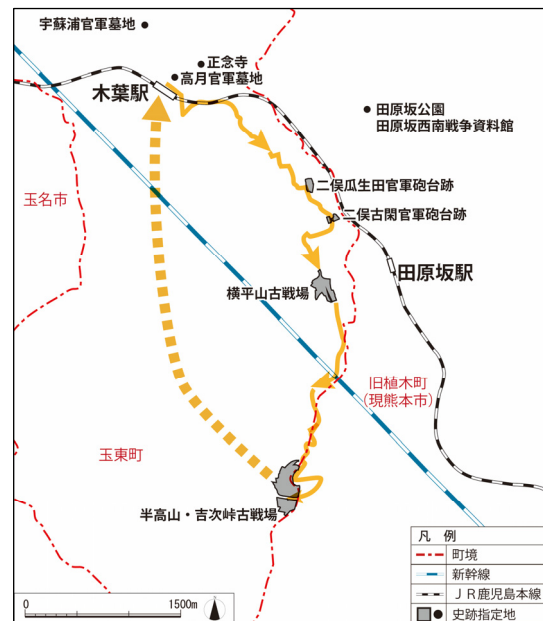 宇蘇浦官軍墓地
正念寺
高月官軍墓地
木葉駅
田原坂公園
田原坂西南戦争資料館
二俣瓜生田官軍砲台跡
玉名市
二俣古閑官軍砲台跡
田原坂駅
横平山古戦場
旧植木町
(現熊本市)
玉東町
半高山・吉次峠古戦場
凡 例
町境
新幹線
JR鹿児島本線
史跡指定地
0
1500m